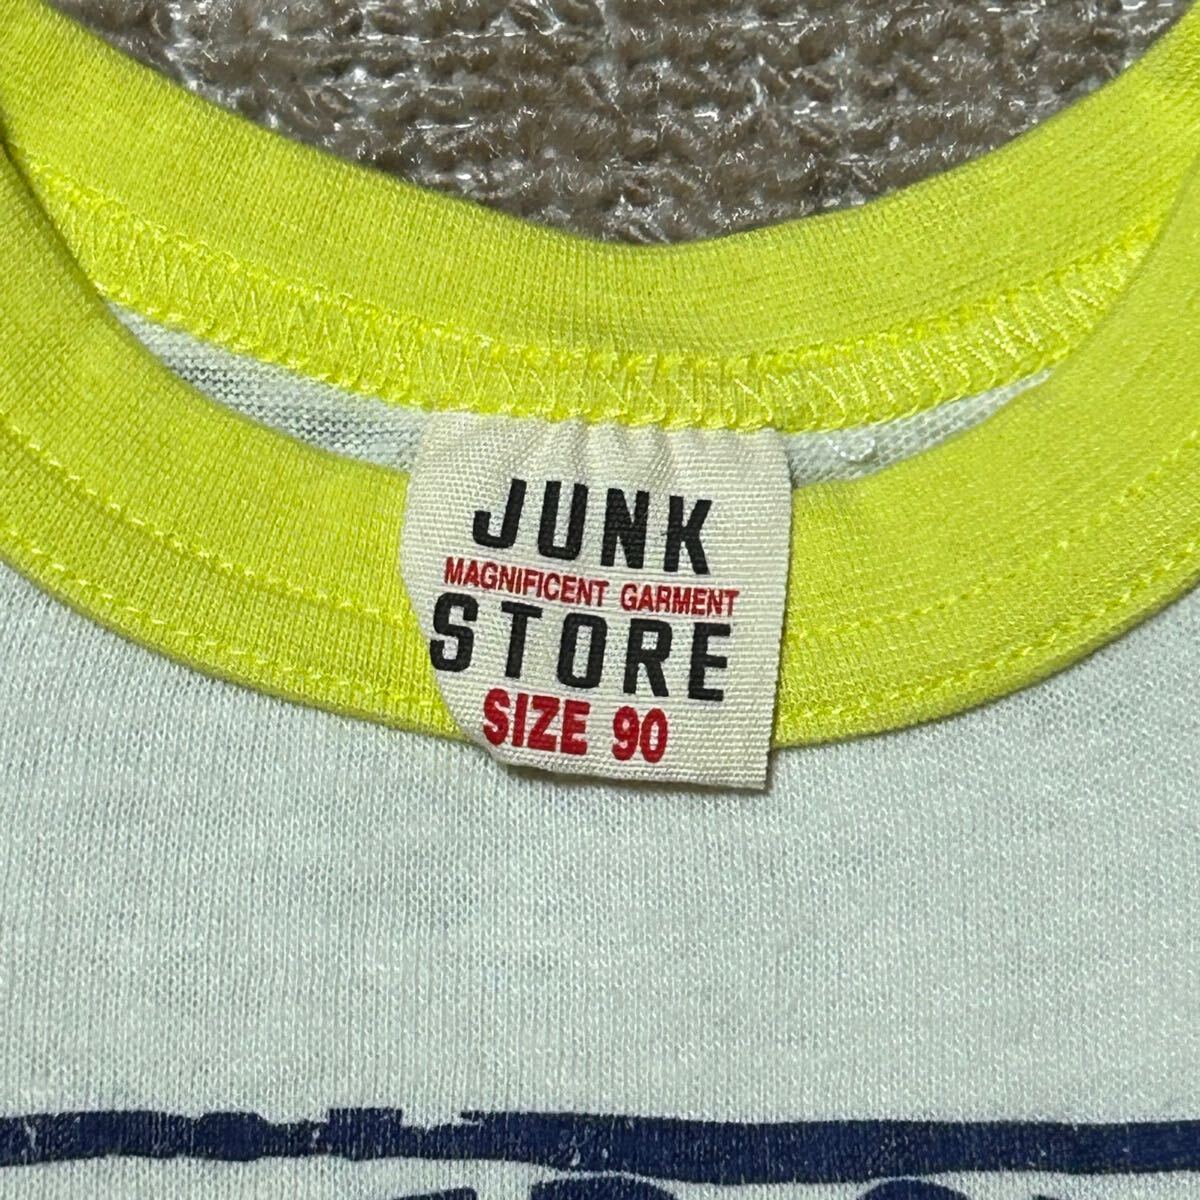 JUNK
MAGNIFICENT GARMENT
STORE
SIZE 90